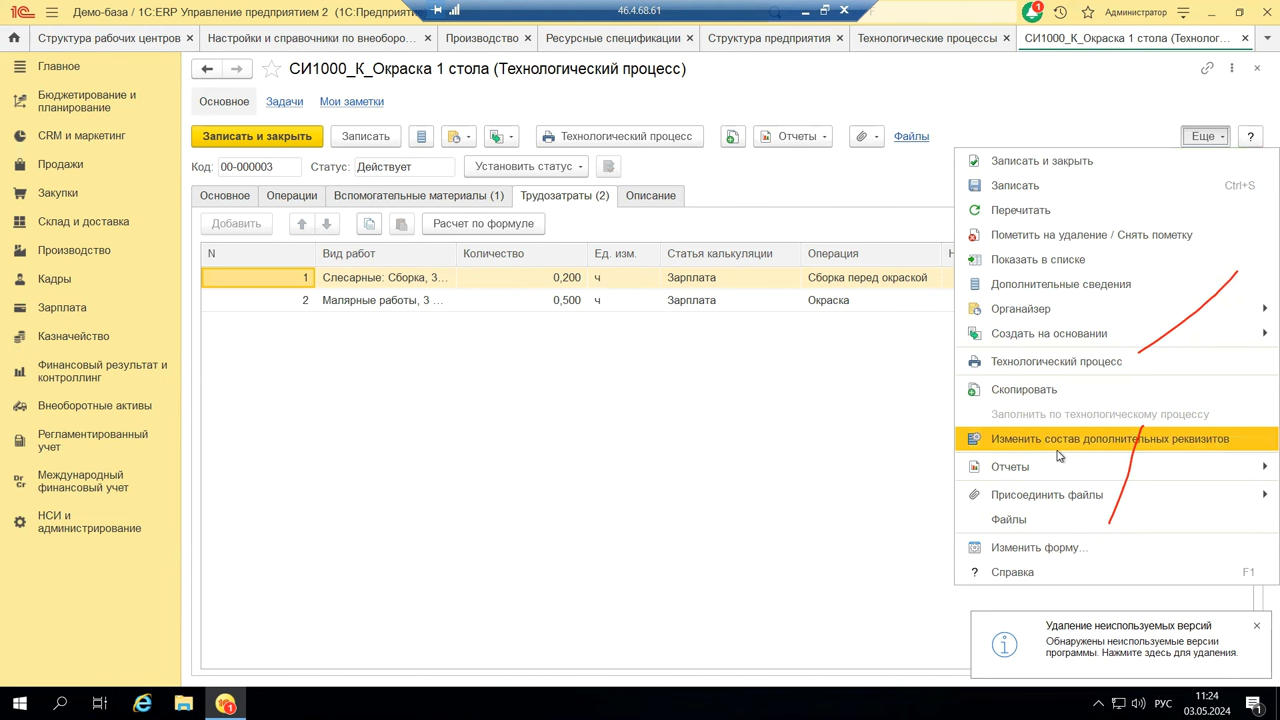 Демо-база / 1С:ERP Управление предприятием 2 (1С:Предприяти
46.4.68.61
1
Администратор
Структура рабочих центров
Настройки и справочники по внеоборо...
Производство
Ресурсные спецификации
Структура предприятия
Технологические процессы
СИ1000_К_Окраска 1 стола (Технолог...
Главное
Бюджетирование и
планирование
CRM и маркетинг
Продажи
Закупки
Склад и доставка
Производство
Кадры
Зарплата
Казначейство
Финансовый результат и
контроллинг
Внеоборотные активы
Регламентированный
учет
Международный
финансовый учет
НСИ и
администрирование
СИ1000_К_Окраска 1 стола (Технологический процесс)
Основное
Задачи
Мои заметки
Записать и закрыть
Записать
Технологический процесс
Отчеты
Файлы
Еще
?
Код:
00-000003
Статус:
Действует
Установить статус
Основное
Операции
Вспомогательные материалы (1)
Трудозатраты (2)
Описание
Добавить
Расчет по формуле
N
Вид работ
Количество
Ед. изм.
Статья калькуляции
Операция
1
Слесарные: Сборка, 3...
0,200
ч
Зарплата
Сборка перед окраской
2
Малярные работы, 3 ...
0,500
ч
Зарплата
Окраска
Записать и закрыть
Записать
Ctrl+S
Перечитать
Пометить на удаление / Снять пометку
Показать в списке
Дополнительные сведения
Органайзер
Создать на основании
Технологический процесс
Скопировать
Заполнить по технологическому процессу
Изменить состав дополнительных реквизитов
Отчеты
Присоединить файлы
Файлы
Изменить форму...
? Справка
F1
Удаление неиспользуемых версий
Обнаружены неиспользуемые версии
программы. Нажмите здесь для удаления.
РУС
11:24
03.05.2024
1